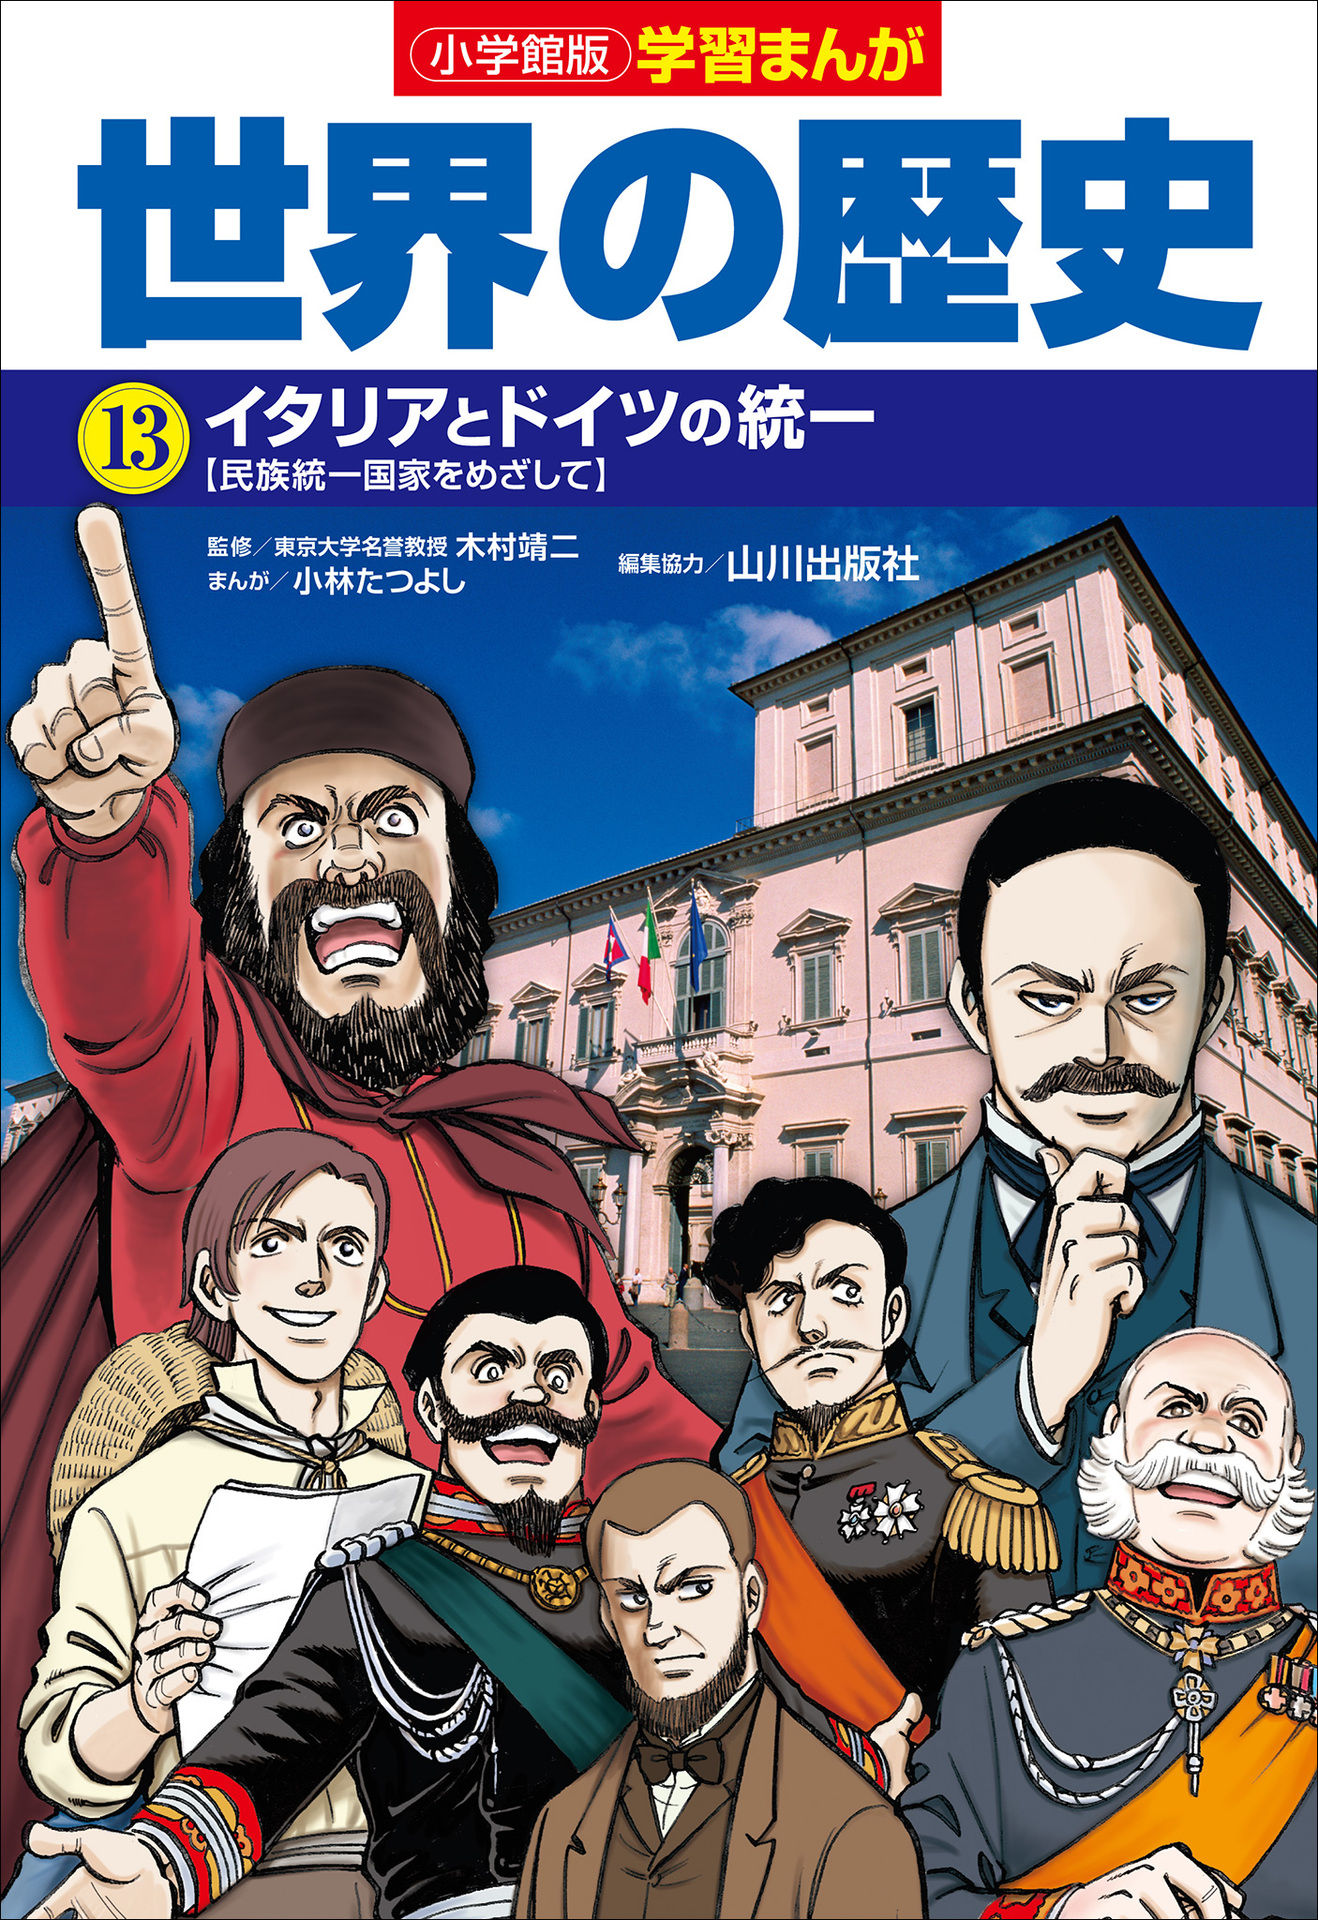 小学館版 学習まんが
世界の歴史
13 イタリアとドイツの統一
【民族統一国家をめざして】
監修／東京大学名誉教授 木村靖二
まんが／小林たつよし
編集協力／山川出版社